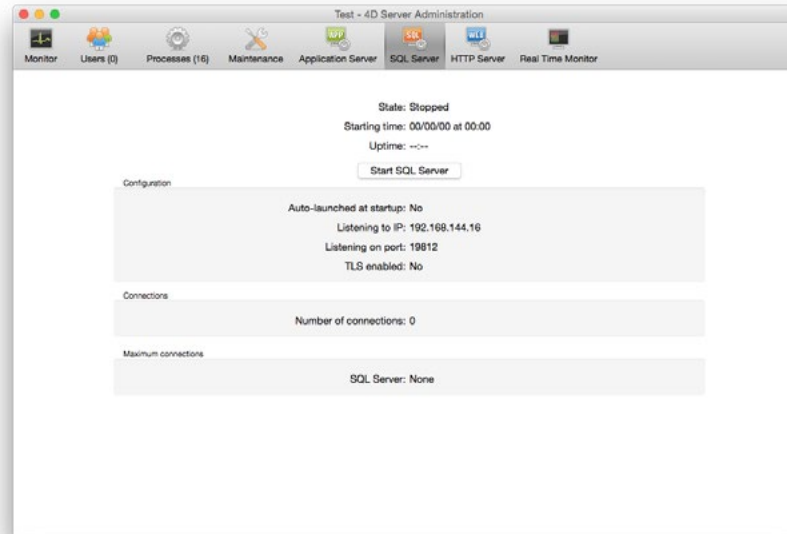 Test - 4D Server Administration
APP SQL WEB
Monitor Users (0) Processes (16) Maintenance Application Server SQL Server HTTP Server Real Time Monitor
State: Stopped
Starting time: 00/00/00 at 00:00
Uptime: --:--
Start SQL Server
Configuration
Auto-launched at startup: No
Listening to IP: 192.168.144.16
Listening on port: 19812
TLS enabled: No
Connections
Number of connections: 0
Maximum connections
SQL Server: None